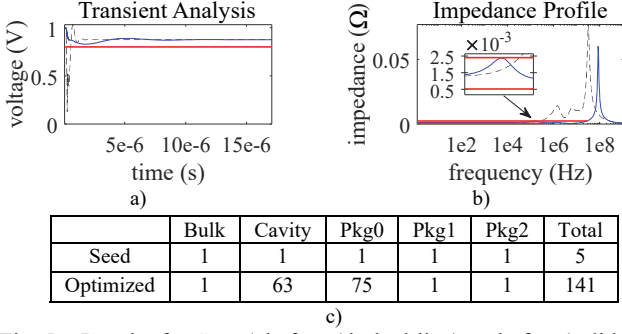 Transient Analysis
voltage (V)
1
0.5
0
5e-6 10e-6 15e-6
time (s)
a)
Impedance Profile
impedance (Ω)
0.05
0
×10⁻³
2.5
1.5
0.5
1e2 1e4 1e6 1e8
frequency (Hz)
b)
Bulk Cavity Pkg0 Pkg1 Pkg2 Total
Seed 1 1 1 1 1 5
Optimized 1 63 75 1 1 141
c)